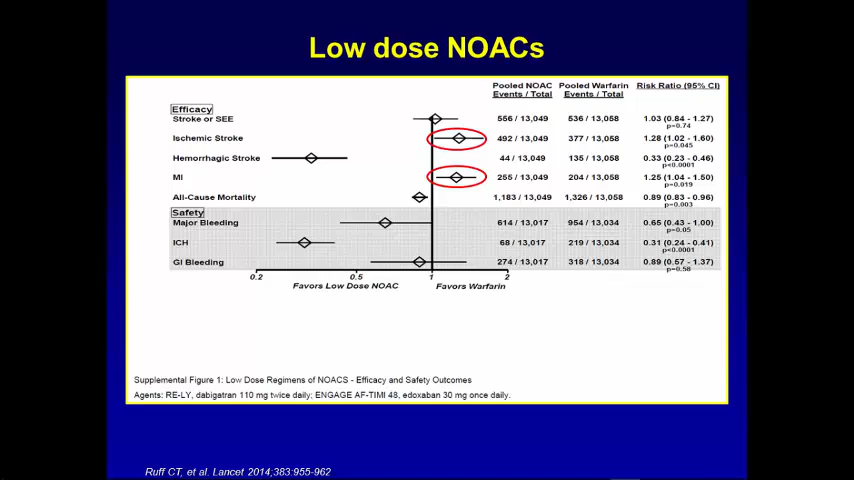 Low dose NOACs
Pooled NOAC Pooled Warfarin Risk Ratio (95% CI)
Events / Total Events / Total
Efficacy
Stroke or SEE 556 / 13,049 536 / 13,058 1.03 (0.84 - 1.27)
p=0.74
Ischemic Stroke 492 / 13,049 377 / 13,058 1.28 (1.02 - 1.60)
p=0.045
Hemorrhagic Stroke 44 / 13,049 135 / 13,058 0.33 (0.23 - 0.46)
p<0.0001
MI 255 / 13,049 204 / 13,058 1.25 (1.04 - 1.50)
p=0.019
All-Cause Mortality 1,183 / 13,049 1,326 / 13,058 0.89 (0.83 - 0.96)
p=0.003
Safety
Major Bleeding 614 / 13,017 954 / 13,034 0.65 (0.43 - 1.00)
p=0.05
ICH 68 / 13,017 219 / 13,034 0.31 (0.24 - 0.41)
p<0.0001
GI Bleeding 274 / 13,017 318 / 13,034 0.89 (0.57 - 1.37)
p=0.58
0.2 0.5 1 2
Favors Low Dose NOAC Favors Warfarin
Supplemental Figure 1: Low Dose Regimens of NOACS - Efficacy and Safety Outcomes
Agents: RE-LY, dabigatran 110 mg twice daily; ENGAGE AF-TIMI 48, edoxaban 30 mg once daily.
Ruff CT, et al. Lancet 2014;383:955-962